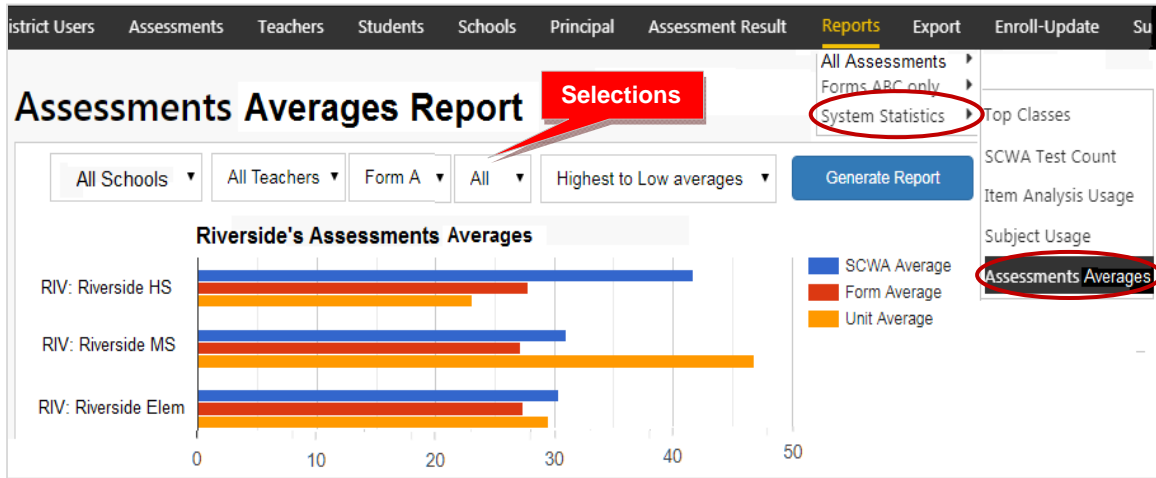 istrict Users Assessments Teachers Students Schools Principal Assessment Result Reports Export Enroll-Update Su
All Assessments
Forms ABC only
System Statistics
Top Classes
SCWA Test Count
Item Analysis Usage
Subject Usage
Assessments Averages
Assessments Averages Report
Selections
All Schools All Teachers Form A All Highest to Low averages Generate Report
Riverside's Assessments Averages
RIV: Riverside HS
RIV: Riverside MS
RIV: Riverside Elem
SCWA Average
Form Average
Unit Average
0 10 20 30 40 50